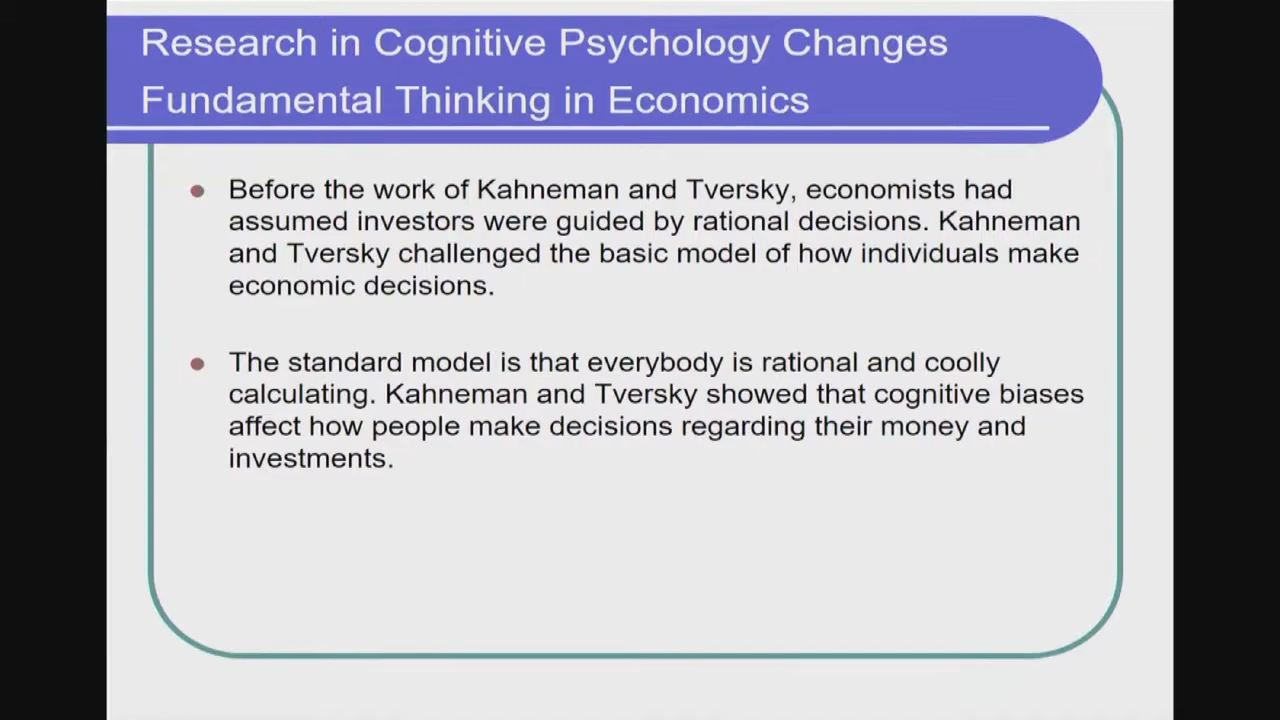 Research in Cognitive Psychology Changes
Fundamental Thinking in Economics
Before the work of Kahneman and Tversky, economists had
assumed investors were guided by rational decisions. Kahneman
and Tversky challenged the basic model of how individuals make
economic decisions.
The standard model is that everybody is rational and coolly
calculating. Kahneman and Tversky showed that cognitive biases
affect how people make decisions regarding their money and
investments.